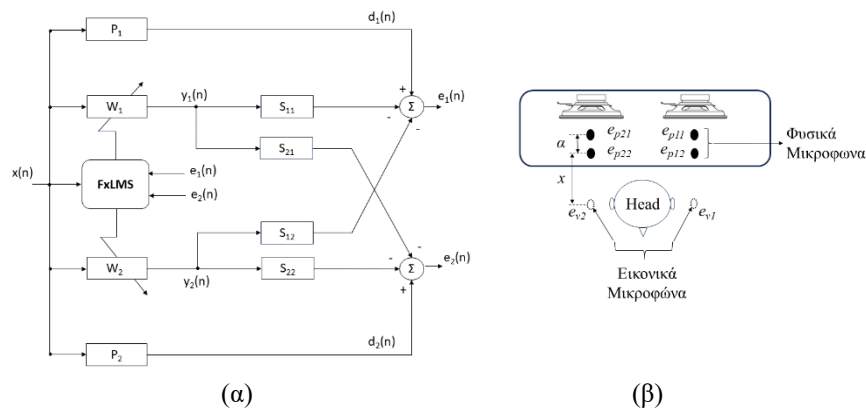 P1
d1(n)
W1
y1(n)
S11
e1(n)
+
-
-
Σ
S21
x(n)
FxLMS
e1(n)
e2(n)
S12
W2
y2(n)
S22
-
-
+
Σ
e2(n)
P2
d2(n)
(α)
ep21
ep11
α
ep22
ep12
Φυσικά
Μικροφωνα
x
Head
ev2
ev1
Εικονικά
Μικροφώνα
(β)